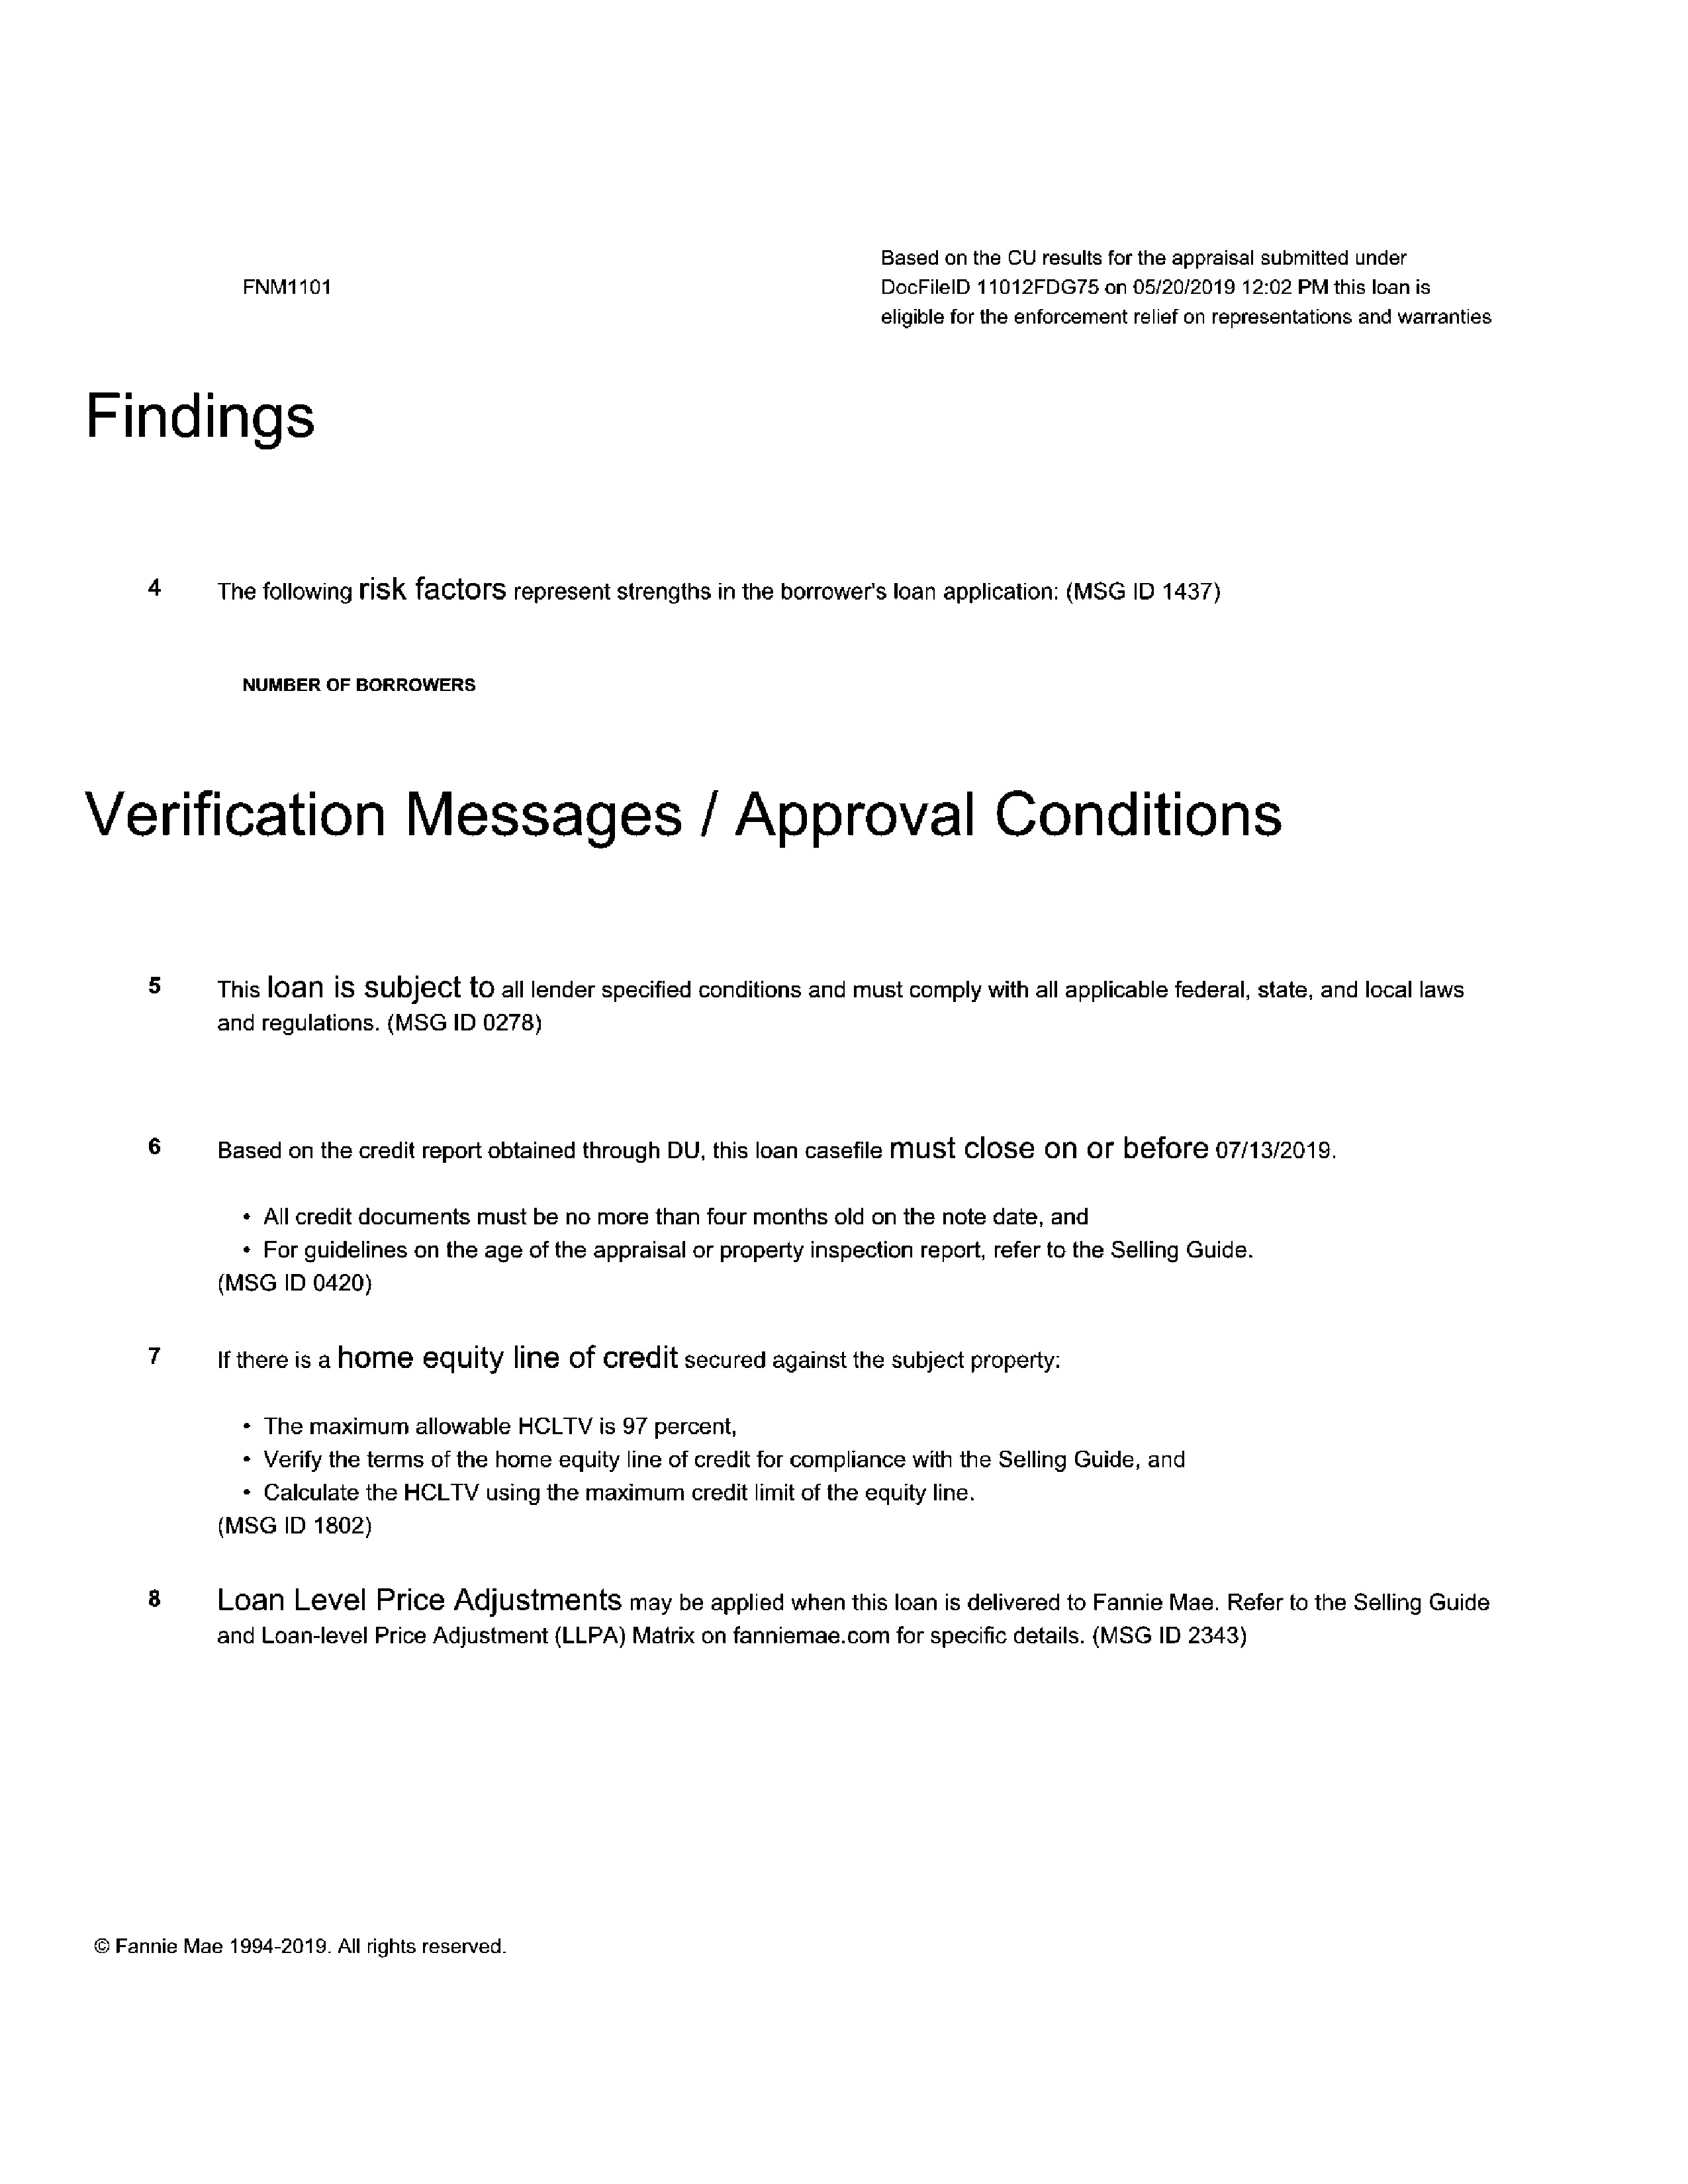 Based on the CU results for the appraisal submitted under
FNM1101 DocFileID 11012FDG75 on 05/20/2019 12:02 PM this loan is
eligible for the enforcement relief on representations and warranties
Findings
4 The following risk factors represent strengths in the borrower's loan application: (MSG ID 1437)
NUMBER OF BORROWERS
Verification Messages / Approval Conditions
5 This loan is subject to all lender specified conditions and must comply with all applicable federal, state, and local laws
and regulations. (MSG ID 0278)
6 Based on the credit report obtained through DU, this loan casefile must close on or before 07/13/2019.
• All credit documents must be no more than four months old on the note date, and
• For guidelines on the age of the appraisal or property inspection report, refer to the Selling Guide.
(MSG ID 0420)
7 If there is a home equity line of credit secured against the subject property:
• The maximum allowable HCLTV is 97 percent,
• Verify the terms of the home equity line of credit for compliance with the Selling Guide, and
• Calculate the HCLTV using the maximum credit limit of the equity line.
(MSG ID 1802)
8 Loan Level Price Adjustments may be applied when this loan is delivered to Fannie Mae. Refer to the Selling Guide
and Loan-level Price Adjustment (LLPA) Matrix on fanniemae.com for specific details. (MSG ID 2343)
© Fannie Mae 1994-2019. All rights reserved.